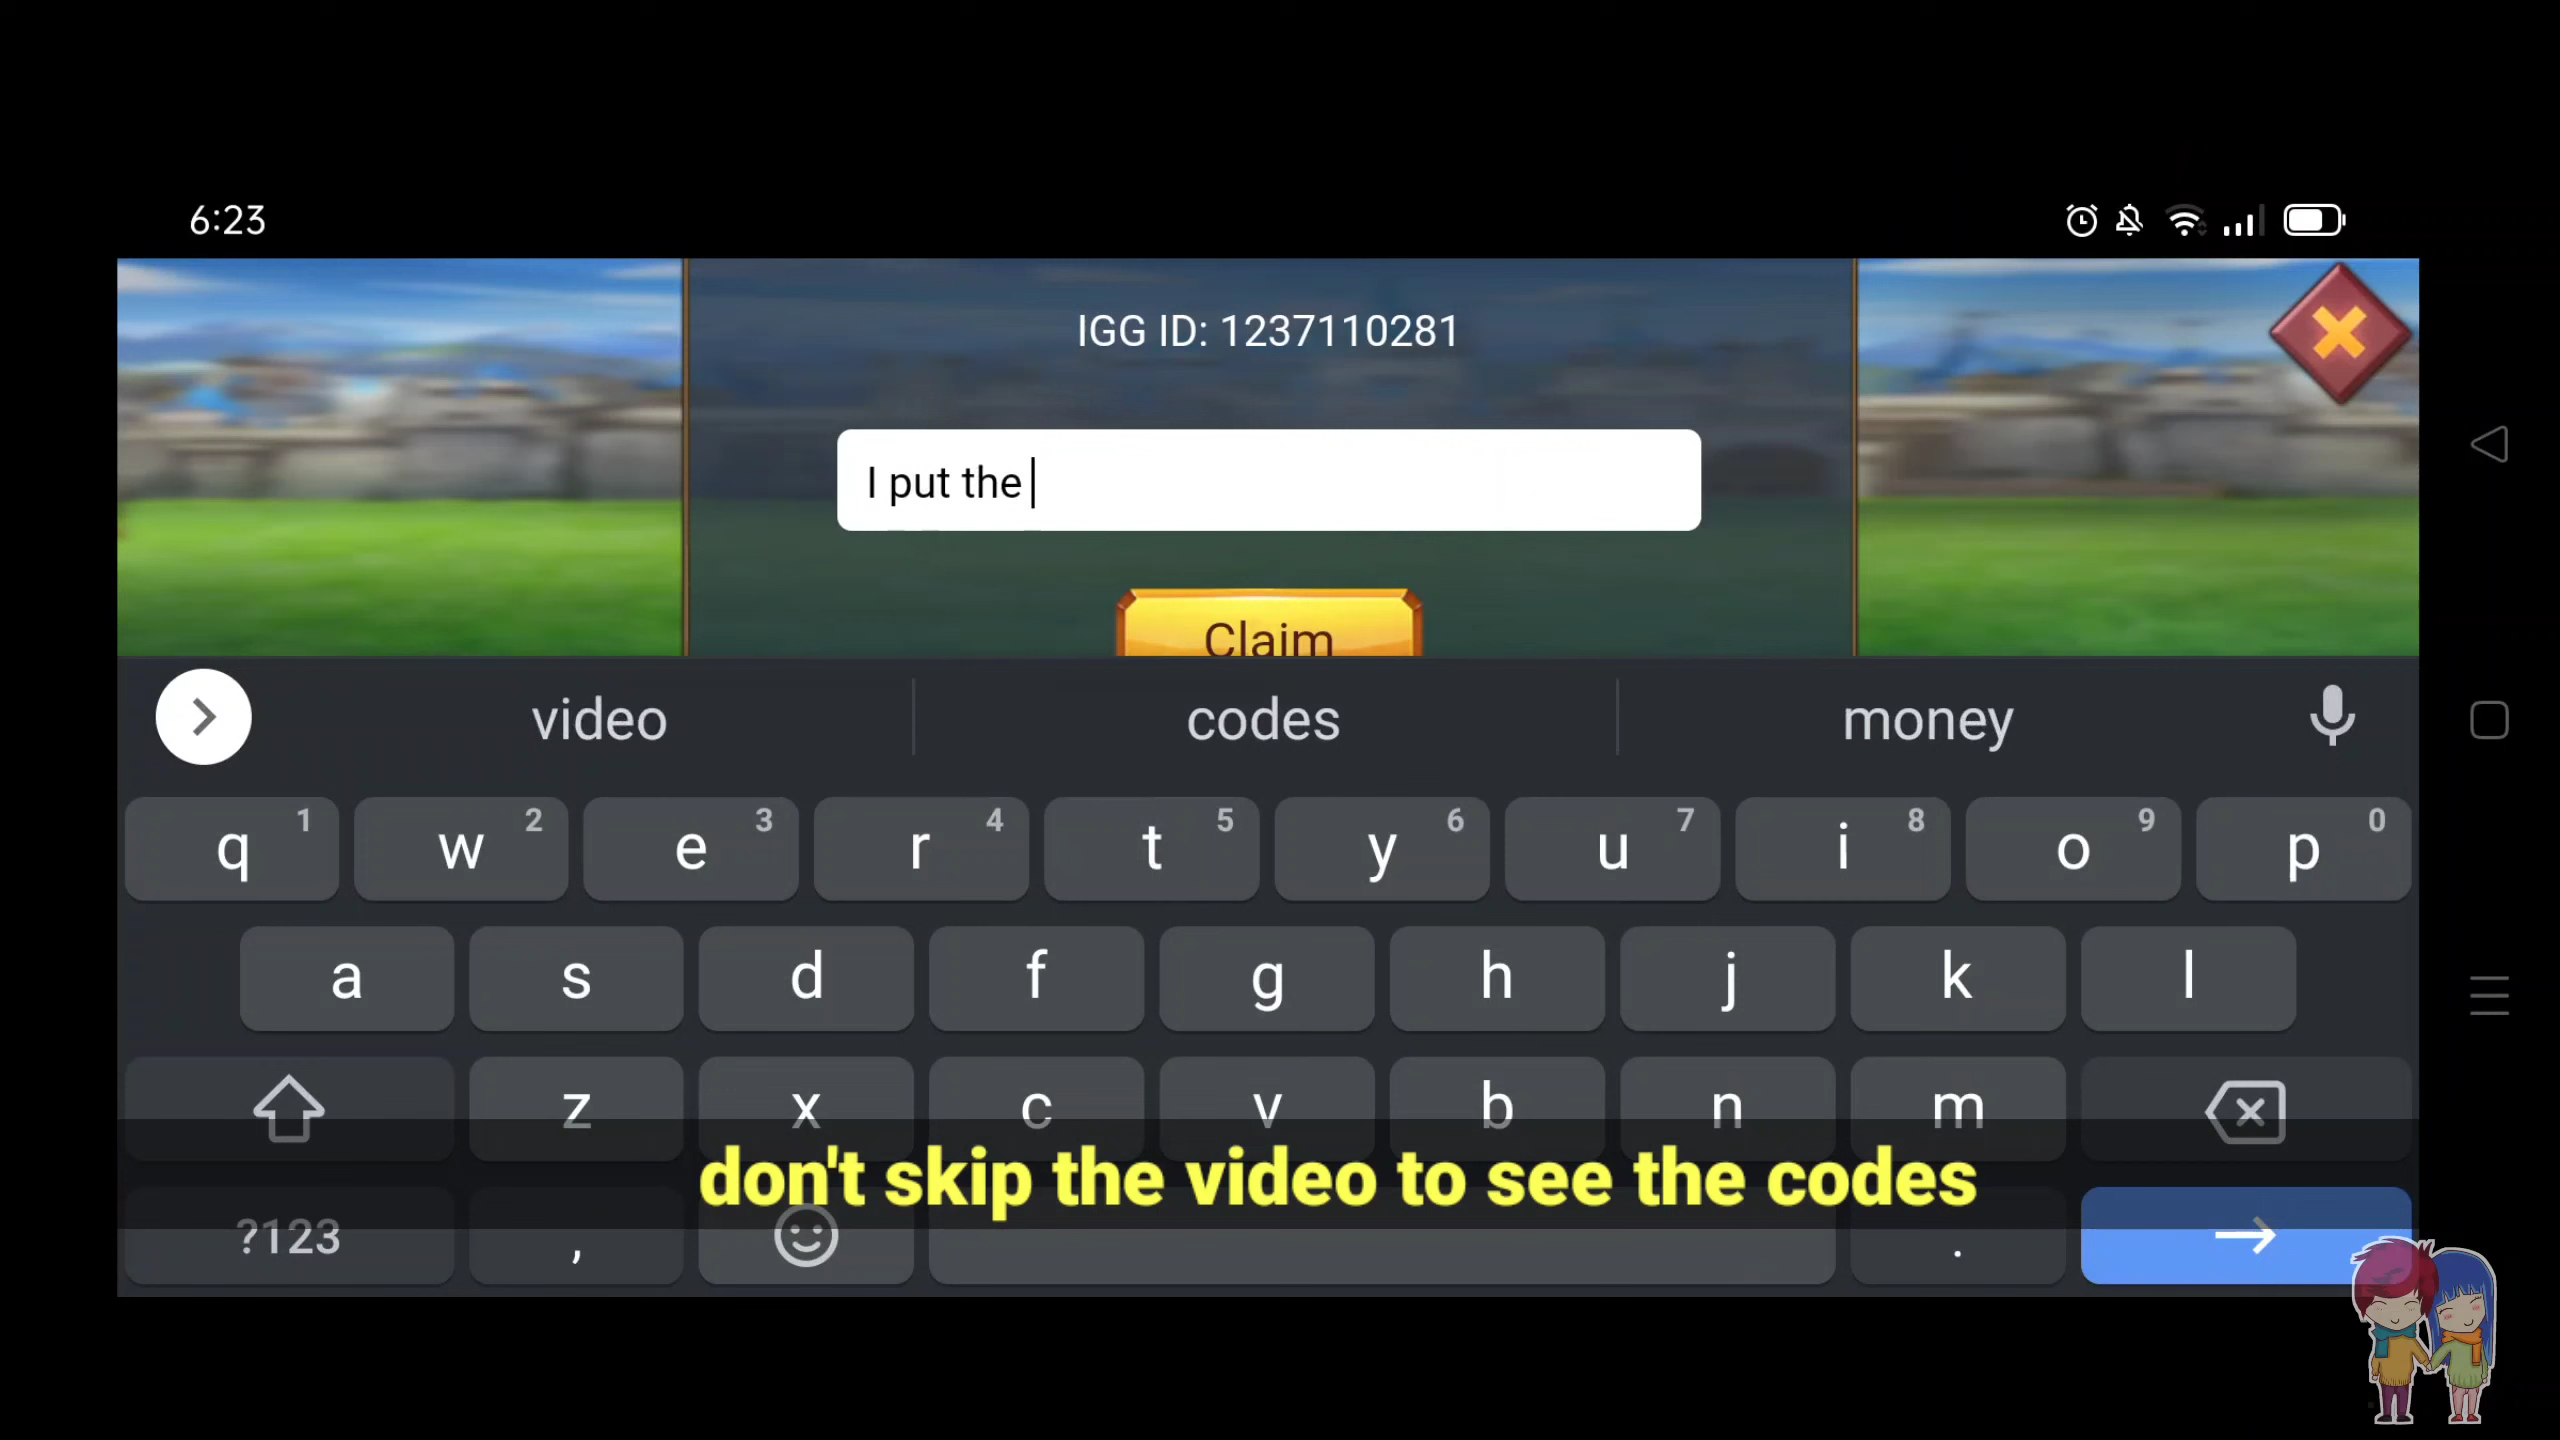 6:23
IGG ID: 1237110281
I put the
Claim
video codes money
q 1 w 2 e 3 r 4 t 5 y 6 u 7 i 8 o 9 p 0
a s d f g h j k l
z x c v b n m
don't skip the video to see the codes
?123 , .